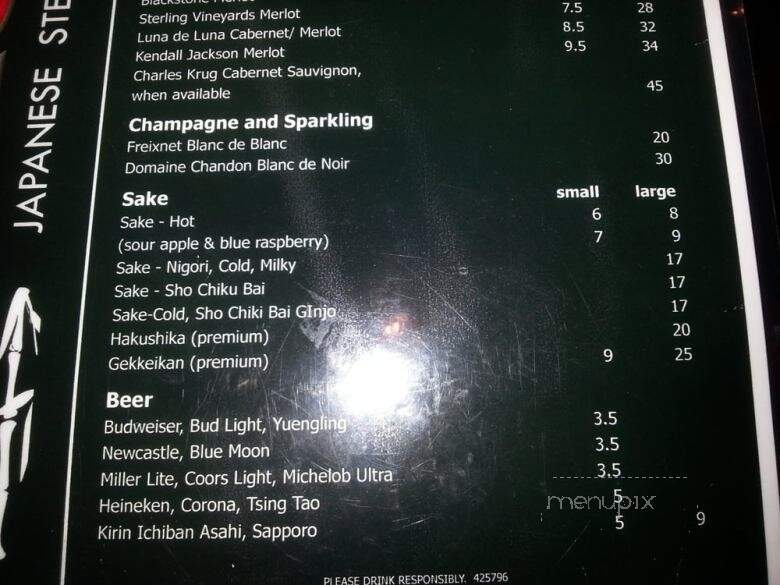 JAPANESE STE
Blackstone Merlot
Sterling Vineyards Merlot 7.5 28
Luna de Luna Cabernet/ Merlot 8.5 32
Kendall Jackson Merlot 9.5 34
Charles Krug Cabernet Sauvignon,
when available 45
Champagne and Sparkling
Freixnet Blanc de Blanc 20
Domaine Chandon Blanc de Noir 30
Sake small large
Sake - Hot 6 8
(sour apple & blue raspberry) 7 9
Sake - Nigori, Cold, Milky 17
Sake - Sho Chiku Bai 17
Sake-Cold, Sho Chiki Bai GInjo 17
Hakushika (premium) 20
Gekkeikan (premium) 9 25
Beer
Budweiser, Bud Light, Yuengling 3.5
Newcastle, Blue Moon 3.5
Miller Lite, Coors Light, Michelob Ultra 3.5
Heineken, Corona, Tsing Tao 5
Kirin Ichiban Asahi, Sapporo 5 9
menupix
PLEASE DRINK RESPONSIBLY. 425796